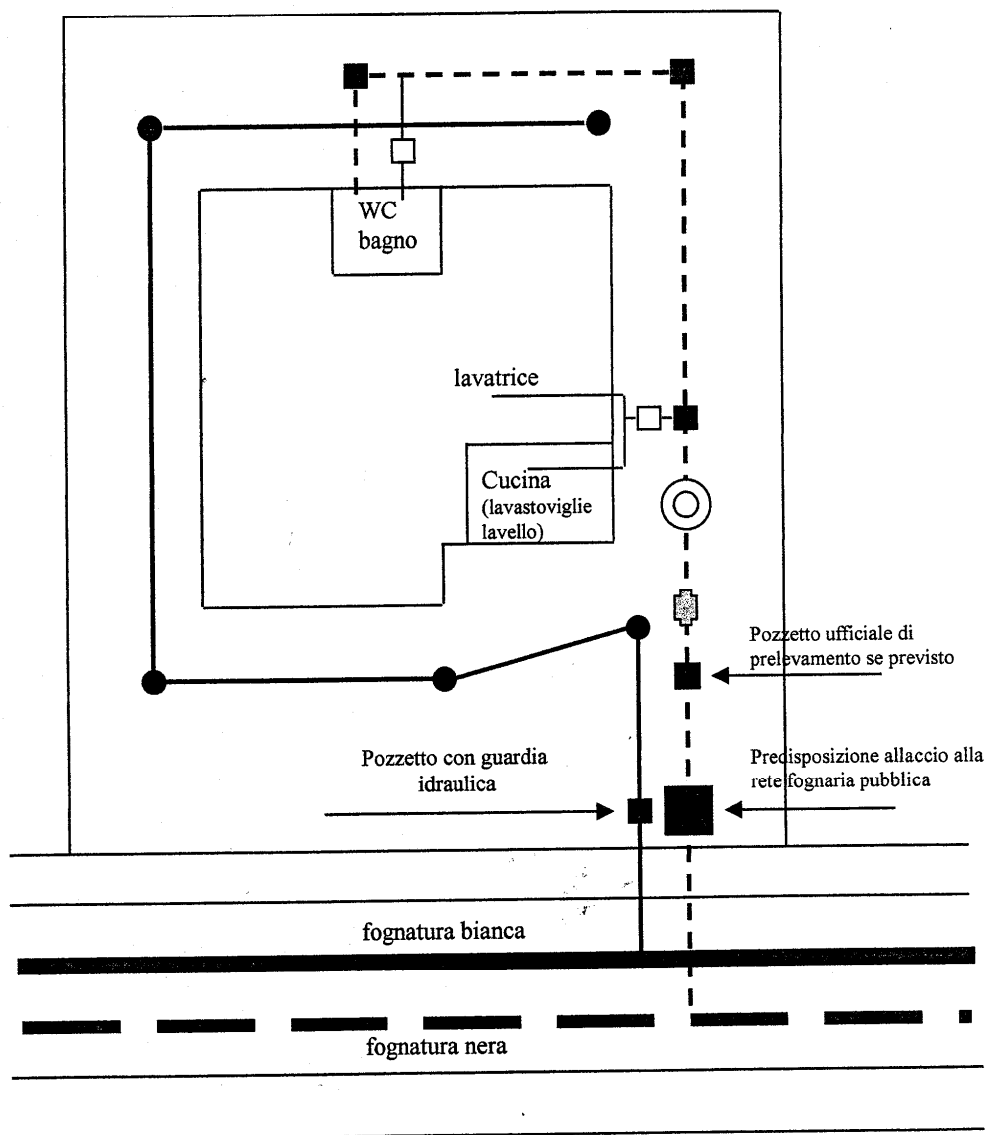 WC
bagno
lavatrice
Cucina
(lavastoviglie
lavello)
Pozzetto ufficiale di
prelevamento se previsto
Pozzetto con guardia
idraulica
Predisposizione allaccio alla
rete fognaria pubblica
fognatura bianca
fognatura nera